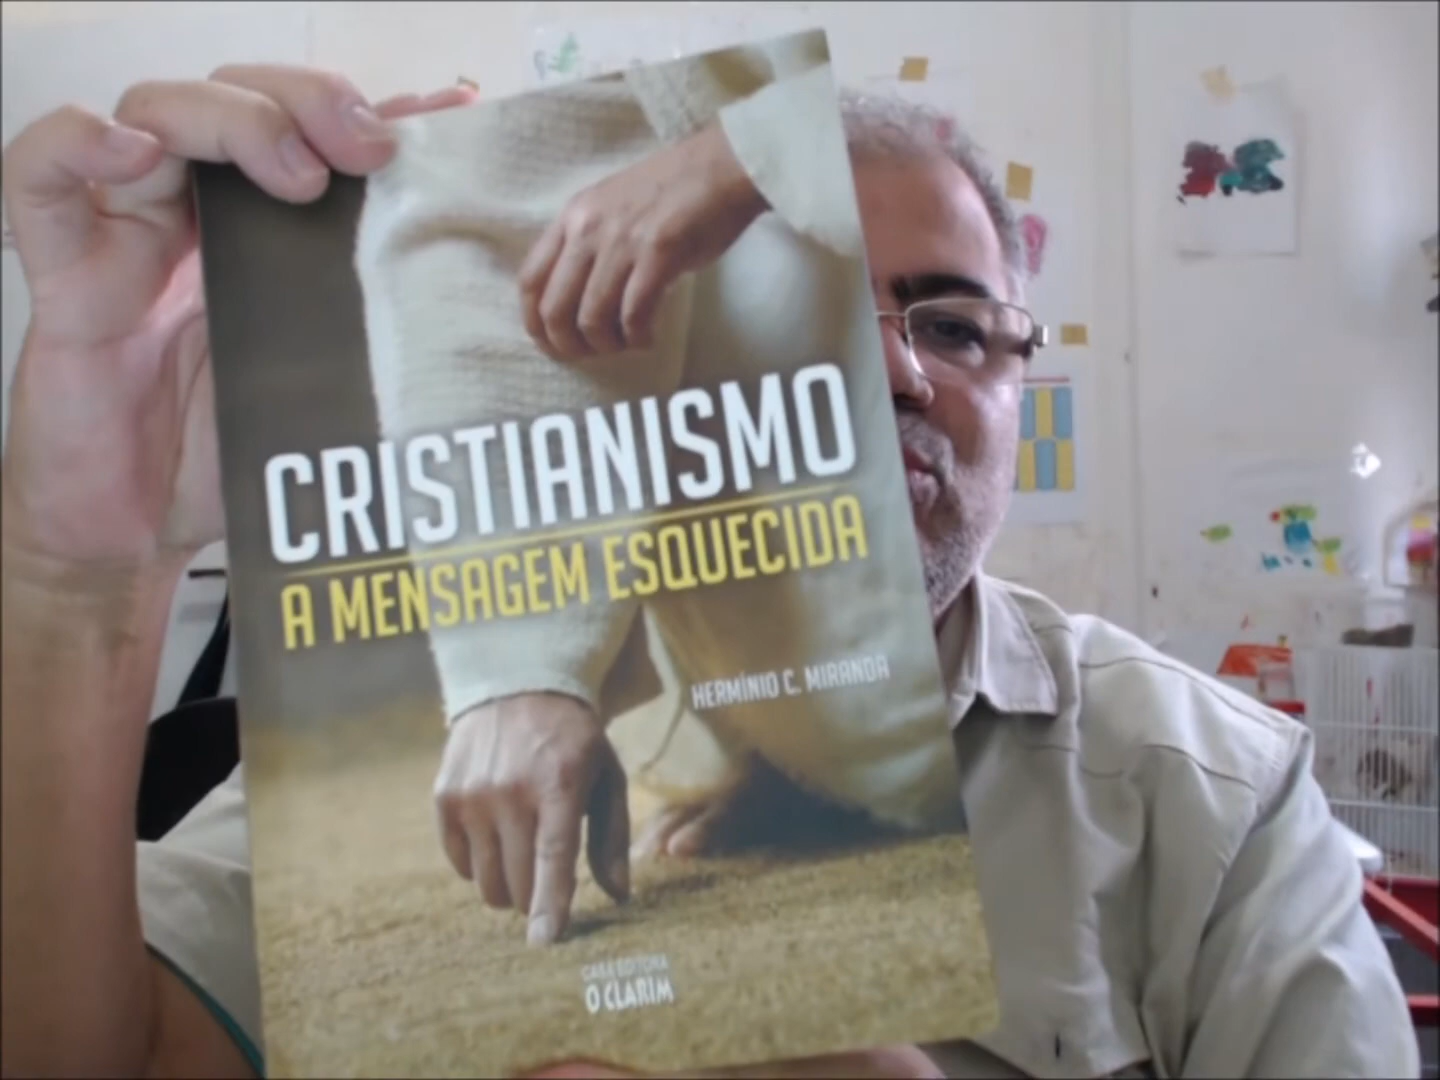 CRISTIANISMO
A MENSAGEM ESQUECIDA
HERMÍNIO C. MIRANDA
CASA EDITORA
O CLARIM